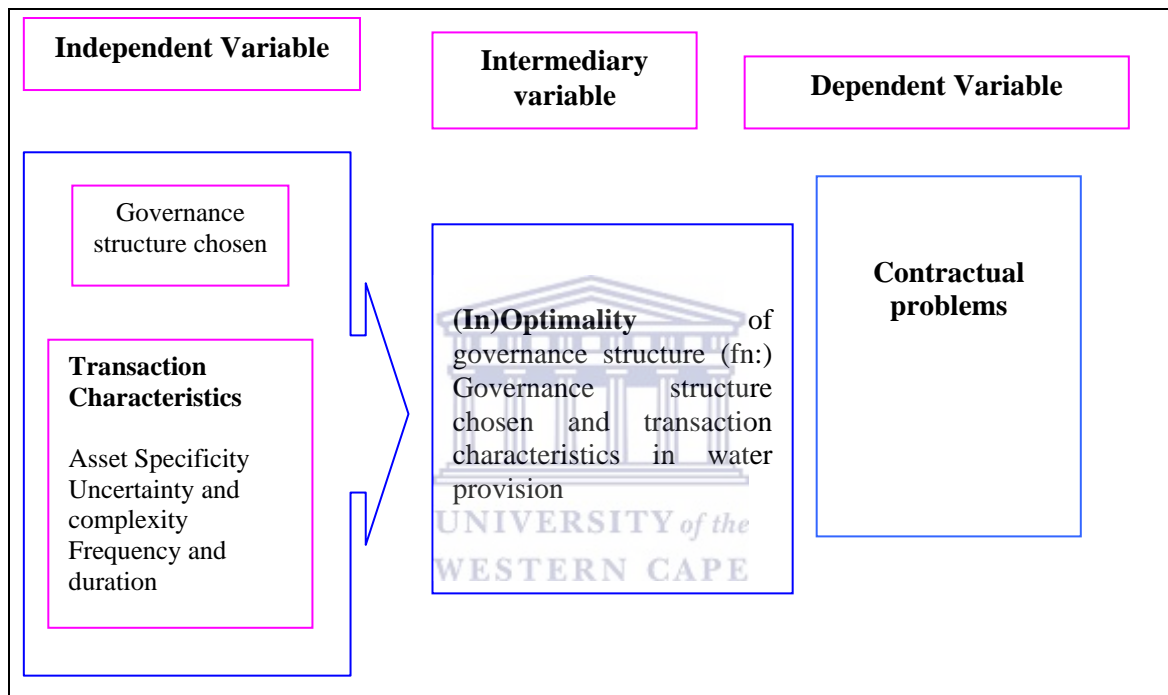 Independent Variable
Intermediary
variable
Dependent Variable
Governance
structure chosen
Transaction
Characteristics
Asset Specificity
Uncertainty and
complexity
Frequency and
duration
(In)Optimality of
governance structure (fn:)
Governance structure
chosen and transaction
characteristics in water
provision
UNIVERSITY of the
WESTERN CAPE
Contractual
problems